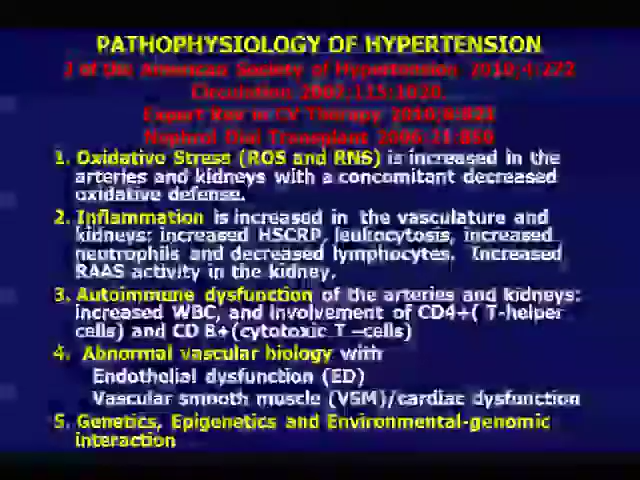 PATHOPHYSIOLOGY OF HYPERTENSION
J of the American Society of Hypertension 2010;4:272
Circulation
Expert Rev in CV Therapy 2010;8:821
Nephrol Dial Transplant 2006:21:850
1. Oxidative Stress (ROS and RNS) is increased in the
arteries and kidneys with a concomitant decreased
oxidative defense.
2. Inflammation is increased in the vasculature and
kidneys: increased HSCRP, leukocytosis, increased
neutrophils and decreased lymphocytes. Increased
RAAS activity in the kidney.
3. Autoimmune dysfunction of the arteries and kidneys:
increased WBC, and involvement of CD4+( T-helper
cells) and CD 8+(cytotoxic T –cells)
4. Abnormal vascular biology with
Endothelial dysfunction (ED)
Vascular smooth muscle (VSM)/cardiac dysfunction
5. Genetics, Epigenetics and Environmental-genomic
interaction